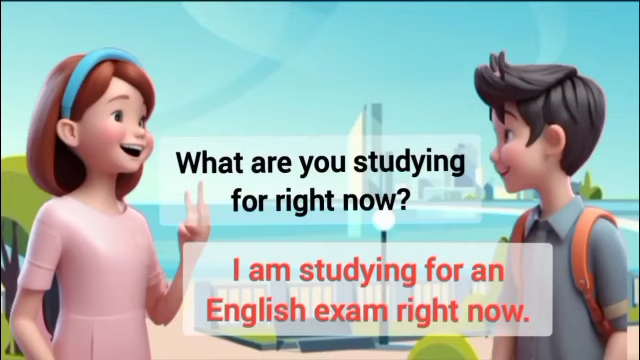 What are you studying
for right now?
I am studying for an
English exam right now.